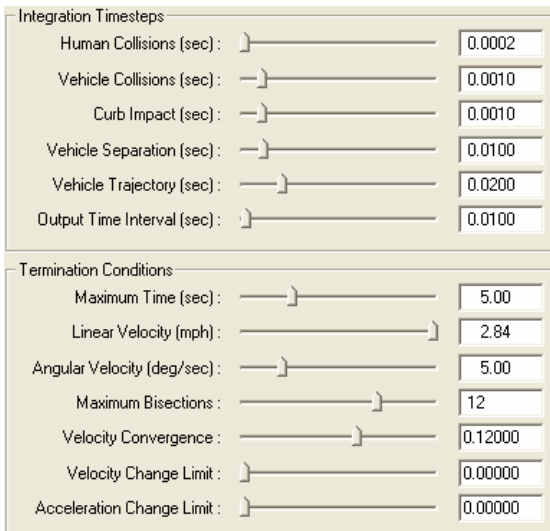 Integration Timesteps
Human Collisions (sec) : 0.0002
Vehicle Collisions (sec) : 0.0010
Curb Impact (sec) : 0.0010
Vehicle Separation (sec) : 0.0100
Vehicle Trajectory (sec) : 0.0200
Output Time Interval (sec) : 0.0100
Termination Conditions
Maximum Time (sec) : 5.00
Linear Velocity (mph) : 2.84
Angular Velocity (deg/sec) : 5.00
Maximum Bisections : 12
Velocity Convergence : 0.12000
Velocity Change Limit : 0.00000
Acceleration Change Limit : 0.00000